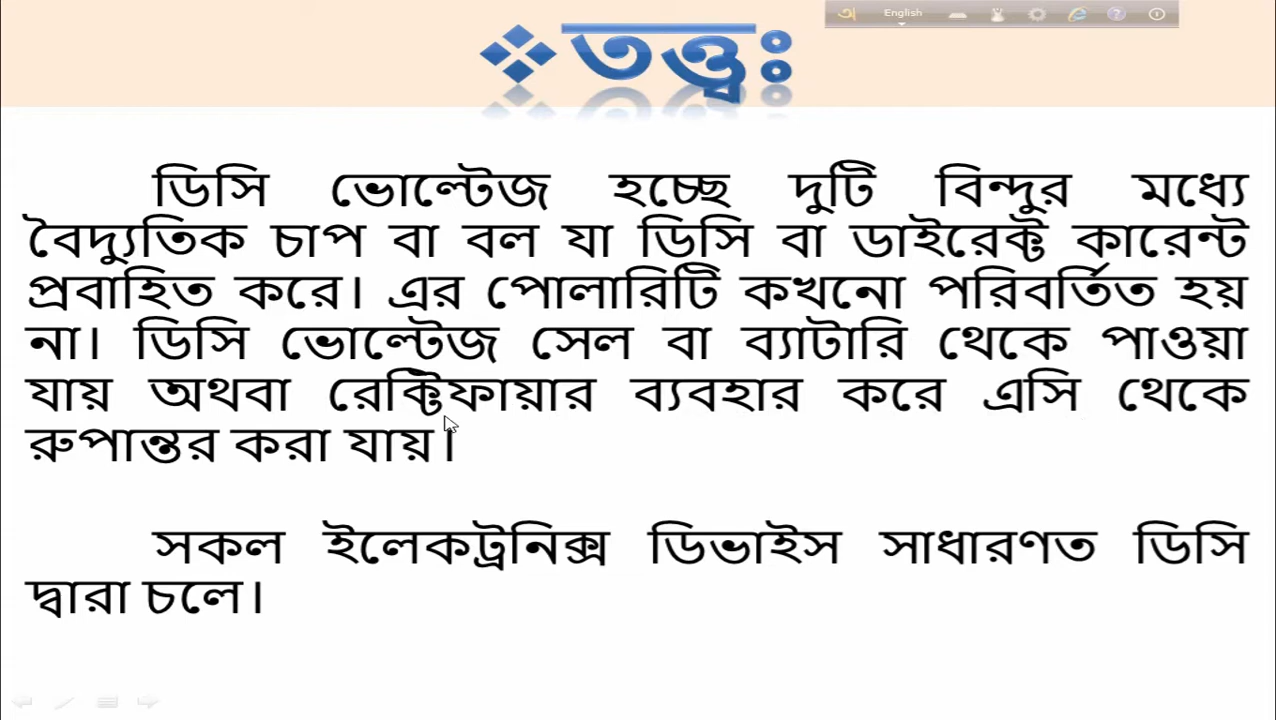 অ English
❖তত্ত্বঃ
ডিসি ভোল্টেজ হচ্ছে দুটি বিন্দুর মধ্যে
বৈদ্যুতিক চাপ বা বল যা ডিসি বা ডাইরেক্ট কারেন্ট
প্রবাহিত করে। এর পোলারিটি কখনো পরিবর্তিত হয়
না। ডিসি ভোল্টেজ সেল বা ব্যাটারি থেকে পাওয়া
যায় অথবা রেক্টিফায়ার ব্যবহার করে এসি থেকে
রুপান্তর করা যায়।
সকল ইলেকট্রনিক্স ডিভাইস সাধারণত ডিসি
দ্বারা চলে।